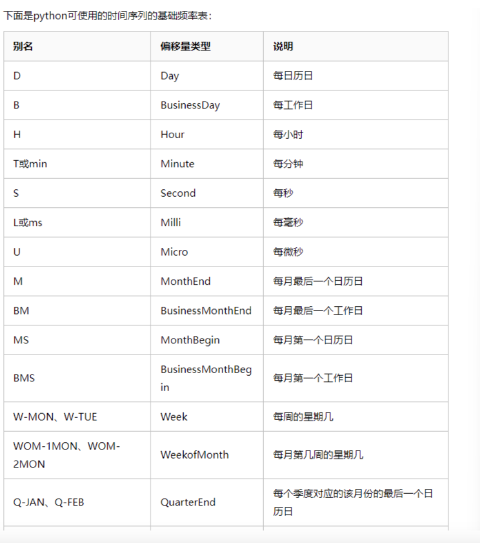 下面是python可使用的时间序列的基础频率表：
别名 偏移量类型 说明
D Day 每日历日
B BusinessDay 每工作日
H Hour 每小时
T或min Minute 每分钟
S Second 每秒
L或ms Milli 每毫秒
U Micro 每微秒
M MonthEnd 每月最后一个日历日
BM BusinessMonthEnd 每月最后一个工作日
MS MonthBegin 每月第一个日历日
BMS BusinessMonthBeg
in 每月第一个工作日
W-MON、W-TUE Week 每周的星期几
WOM-1MON、WOM-
2MON WeekofMonth 每月第几周的星期几
Q-JAN、Q-FEB QuarterEnd 每个季度对应的该月份的最后一个日
历日